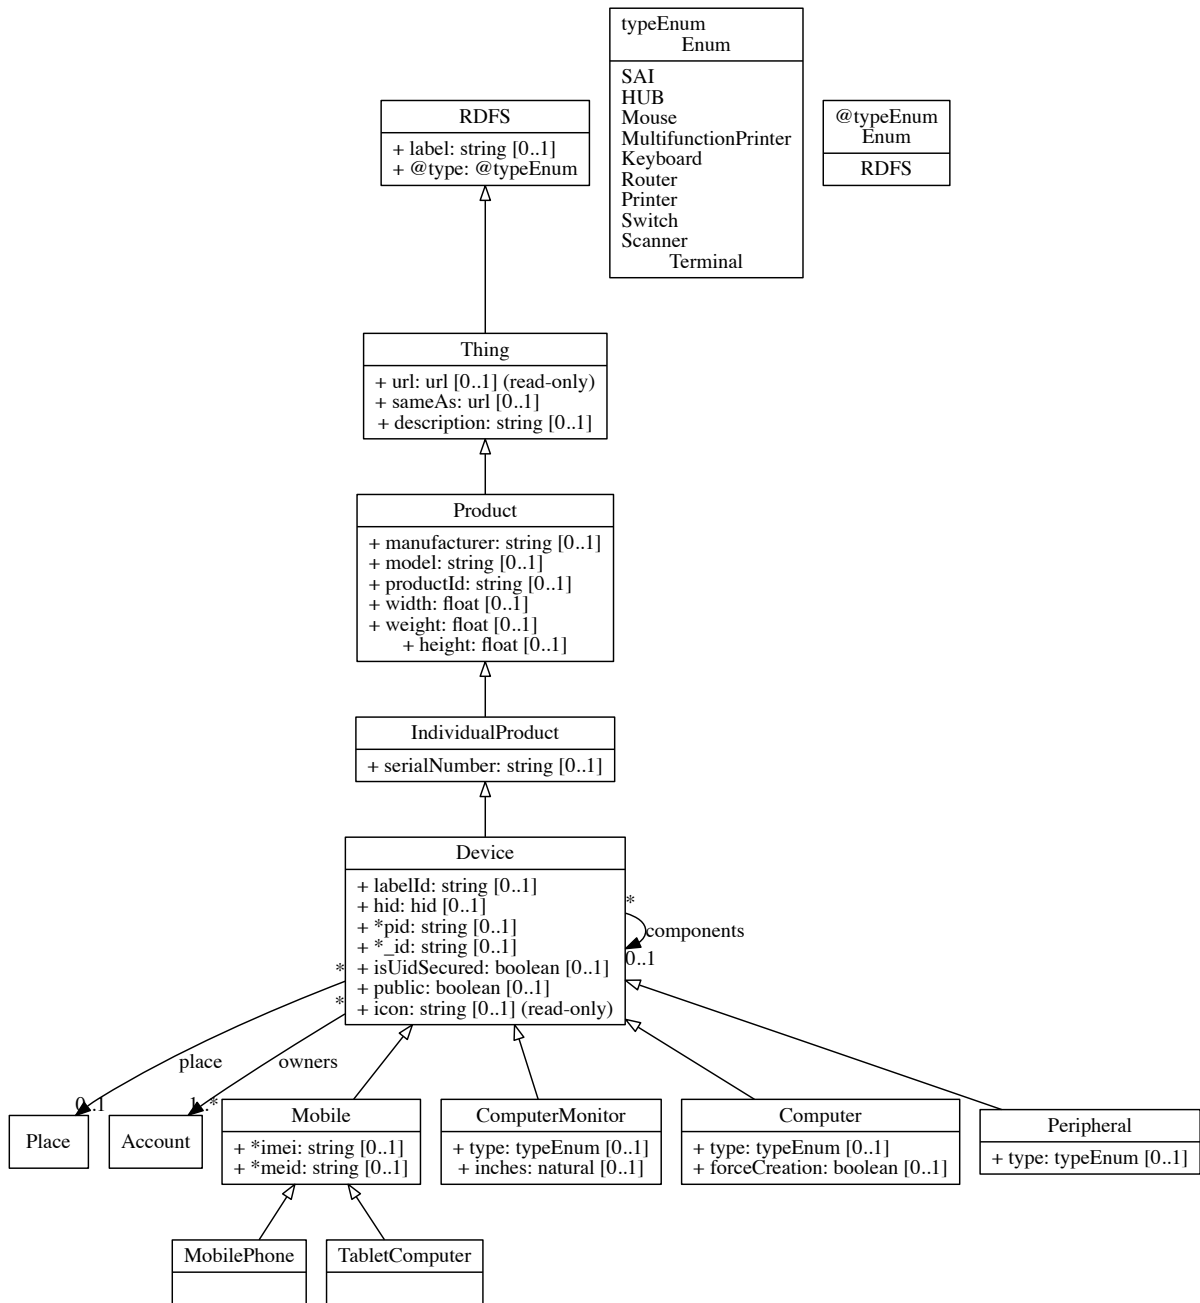 typeEnum
Enum
SAI
HUB
Mouse
MultifunctionPrinter
Keyboard
Router
Printer
Switch
Scanner
Terminal
RDFS
+ label: string [0..1]
+ @type: @typeEnum
@typeEnum
Enum
RDFS
Thing
+ url: url [0..1] (read-only)
+ sameAs: url [0..1]
+ description: string [0..1]
Product
+ manufacturer: string [0..1]
+ model: string [0..1]
+ productId: string [0..1]
+ width: float [0..1]
+ weight: float [0..1]
+ height: float [0..1]
IndividualProduct
+ serialNumber: string [0..1]
Device
+ labelId: string [0..1]
+ hid: hid [0..1]
+ *pid: string [0..1]
+ *_id: string [0..1]
+ isUidSecured: boolean [0..1]
+ public: boolean [0..1]
+ icon: string [0..1] (read-only)
*
components
0..1
*
*
place
owners
0..1
1..*
Place
Account
Mobile
+ *imei: string [0..1]
+ *meid: string [0..1]
ComputerMonitor
+ type: typeEnum [0..1]
+ inches: natural [0..1]
Computer
+ type: typeEnum [0..1]
+ forceCreation: boolean [0..1]
Peripheral
+ type: typeEnum [0..1]
MobilePhone
TabletComputer